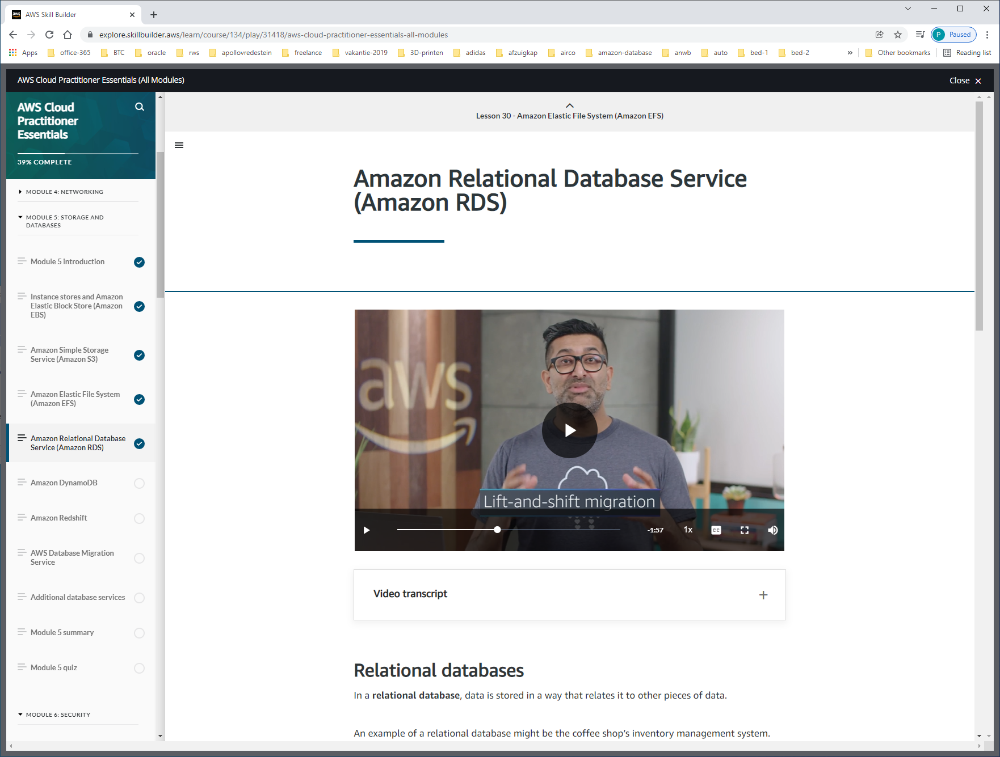 aws
AWS Skill Builder
explore.skillbuilder.aws/learn/course/134/play/31418/aws-cloud-practitioner-essentials-all-modules
P Paused
Apps office-365 BTC oracle rws apollovredestein freelance vakantie-2019 3D-printen adidas afzuigkap airco amazon-database anwb auto bed-1 bed-2 » Other bookmarks Reading list
AWS Cloud Practitioner Essentials (All Modules)
Close
AWS Cloud
Practitioner
Essentials
39% COMPLETE
MODULE 4: NETWORKING
MODULE 5: STORAGE AND
DATABASES
Module 5 introduction
Instance stores and Amazon
Elastic Block Store (Amazon
EBS)
Amazon Simple Storage
Service (Amazon S3)
Amazon Elastic File System
(Amazon EFS)
Amazon Relational Database
Service (Amazon RDS)
Amazon DynamoDB
Amazon Redshift
AWS Database Migration
Service
Additional database services
Module 5 summary
Module 5 quiz
MODULE 6: SECURITY
Lesson 30 - Amazon Elastic File System (Amazon EFS)
Amazon Relational Database Service
(Amazon RDS)
aws
Lift-and-shift migration
-1:57
1x
CC
Video transcript
Relational databases
In a relational database, data is stored in a way that relates it to other pieces of data.
An example of a relational database might be the coffee shop’s inventory management system.